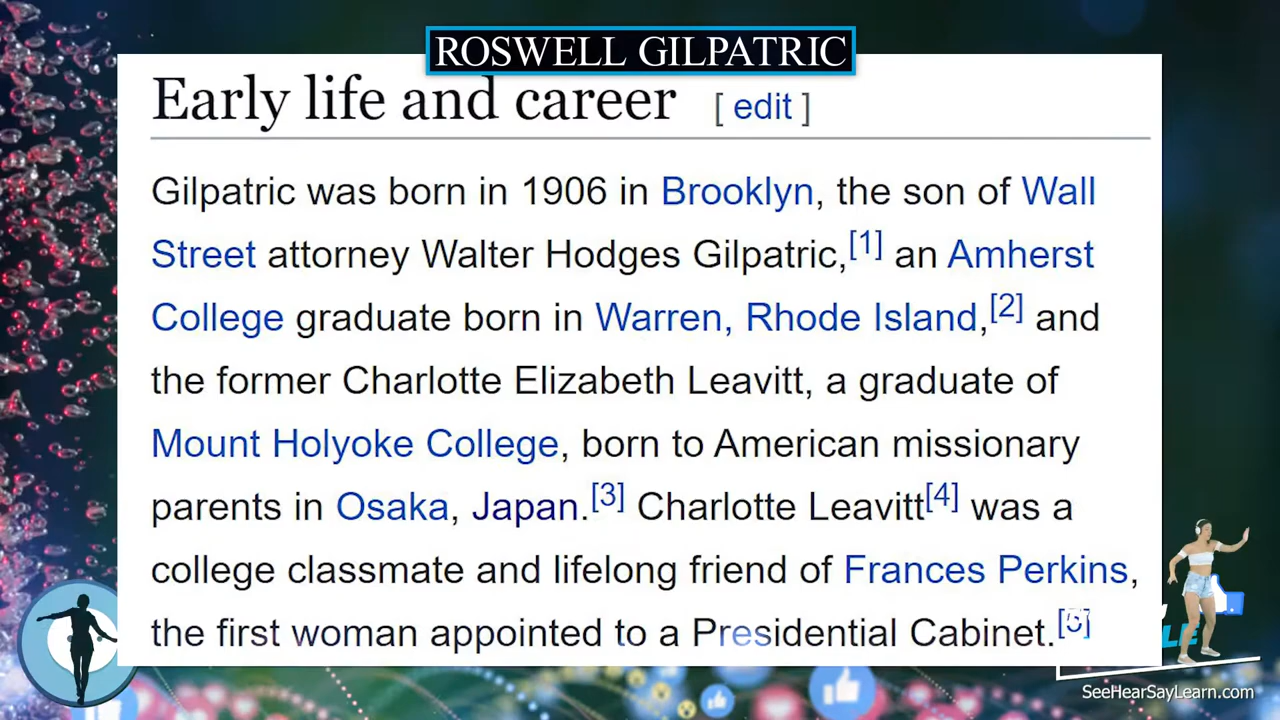 ROSWELL GILPATRIC
Early life and career [ edit ]
Gilpatric was born in 1906 in Brooklyn, the son of Wall
Street attorney Walter Hodges Gilpatric,[1] an Amherst
College graduate born in Warren, Rhode Island,[2] and
the former Charlotte Elizabeth Leavitt, a graduate of
Mount Holyoke College, born to American missionary
parents in Osaka, Japan.[3] Charlotte Leavitt[4] was a
college classmate and lifelong friend of Frances Perkins,
the first woman appointed to a Presidential Cabinet.[5]
SeeHearSayLearn.com